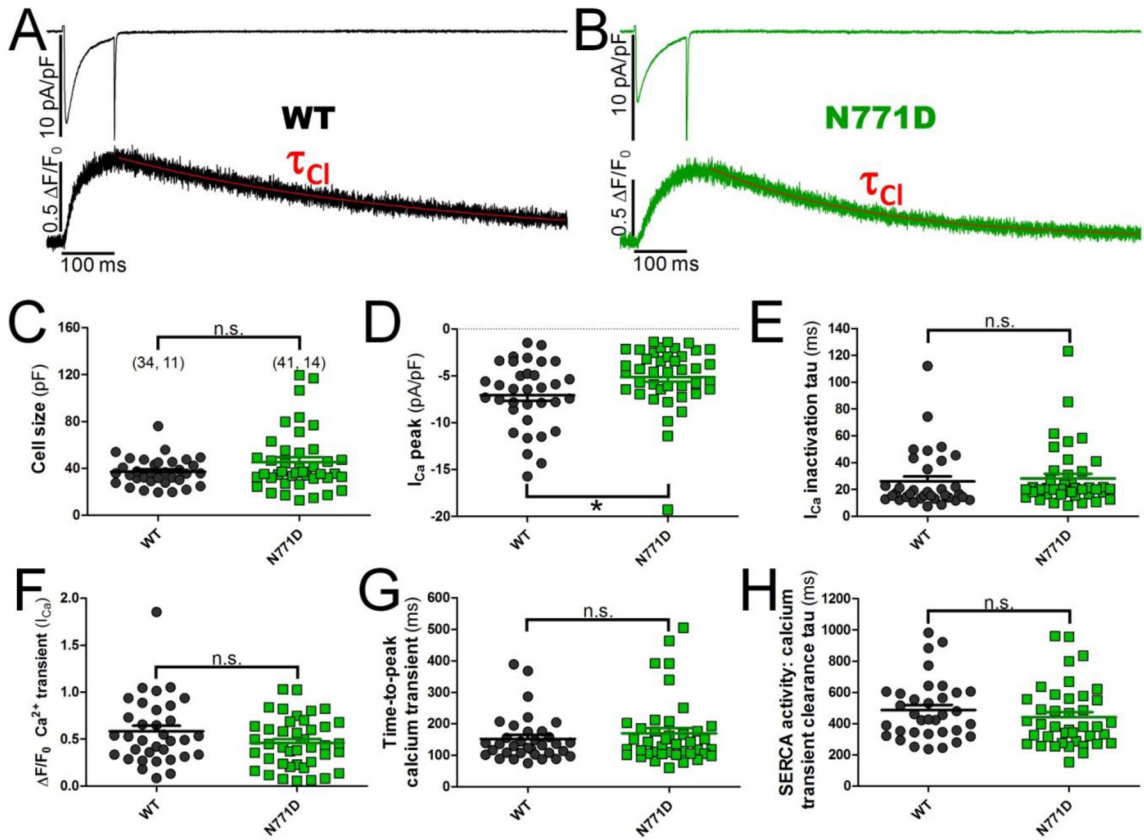 A
10 pA/pF
WT
0.5 ΔF/F0
τCl
100 ms
B
10 pA/pF
N771D
0.5 ΔF/F0
τCl
100 ms
C
n.s.
(34, 11)
(41, 14)
Cell size
(pF)
160
120
80
40
0
WT
N771D
D
ICa peak (pA/pF)
0
-5
-10
-15
-20
*
WT
N771D
E
n.s.
ICa inactivation tau (ms)
140
120
100
80
60
40
20
0
WT
N771D
F
n.s.
ΔF/F0 Ca2+ transient (ICa)
2.0
1.5
1.0
0.5
0.0
WT
N771D
G
n.s.
Time-to-peak
calcium transient (ms)
600
500
400
300
200
100
0
WT
N771D
H
n.s.
SERCA activity: calcium
transient clearance tau (ms)
1200
1000
800
600
400
200
0
WT
N771D